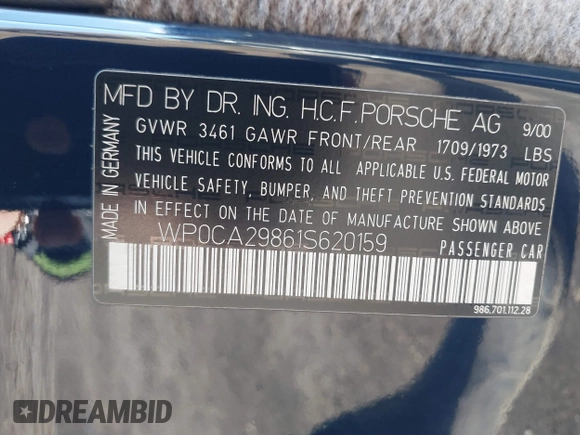 MFD BY DR. ING. H.C.F. PORSCHE AG 9/00
GVWR 3461 GAWR FRONT/REAR 1709/1973 LBS
THIS VEHICLE CONFORMS TO ALL APPLICABLE U.S. FEDERAL MOTOR
VEHICLE SAFETY, BUMPER, AND THEFT PREVENTION STANDARDS
IN EFFECT ON THE DATE OF MANUFACTURE SHOWN ABOVE
WP0CA29861S620159 PASSENGER CAR
986.701.112.28
MADE IN GERMANY
DREAMBID